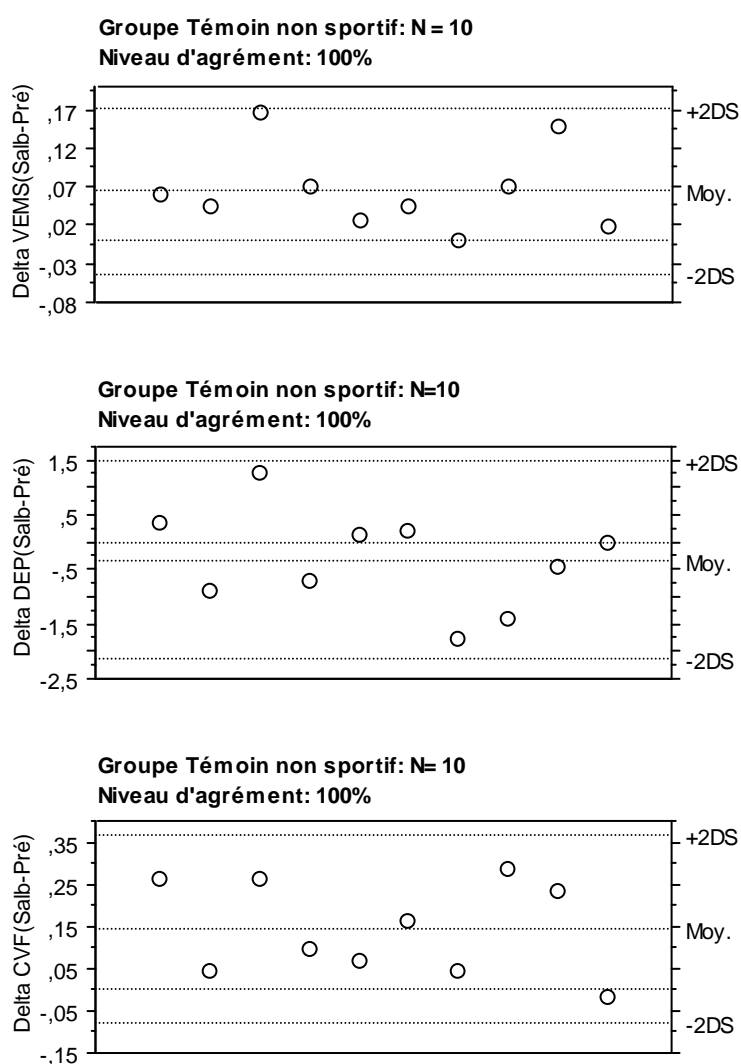 Groupe Témoin non sportif: N = 10
Niveau d'agrément: 100%
Delta VEMS(Salb-Pré)
,17
,12
,07
,02
-,03
-,08
+2DS
Moy.
-2DS
Groupe Témoin non sportif: N=10
Niveau d'agrément: 100%
Delta DEP(Salb-Pré)
1,5
,5
-,5
-1,5
-2,5
+2DS
Moy.
-2DS
Groupe Témoin non sportif: N= 10
Niveau d'agrément: 100%
Delta CVF(Salb-Pré)
,35
,25
,15
,05
-,05
-,15
+2DS
Moy.
-2DS